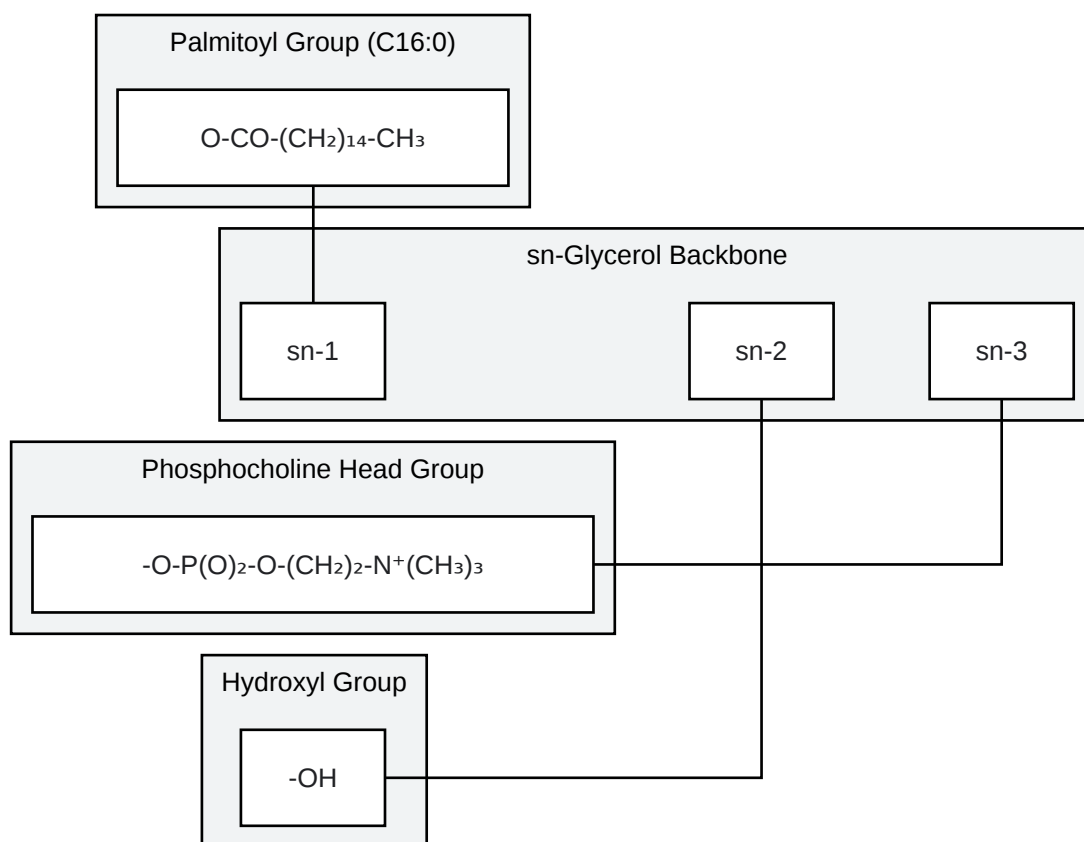 Palmitoyl Group (C16:0)
O-CO-(CH₂)₁₄-CH₃
sn-Glycerol Backbone
sn-1
sn-2
sn-3
Phosphocholine Head Group
-O-P(O)₂-O-(CH₂)₂-N⁺(CH₃)₃
Hydroxyl Group
-OH